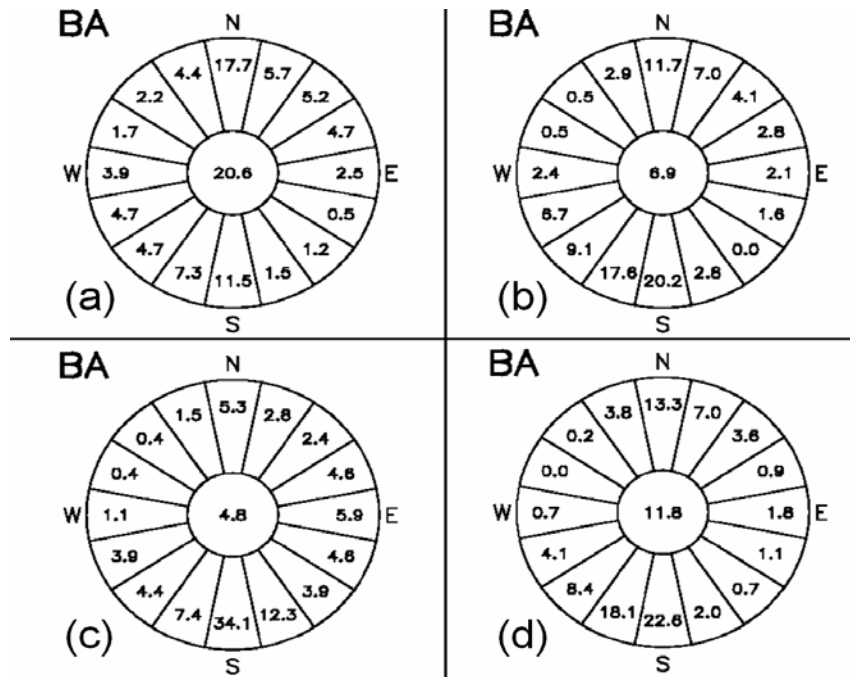 BA
N
17.7
4.4
5.7
2.2
5.2
1.7
4.7
W
3.9
20.6
2.5
E
4.7
0.5
4.7
1.2
7.3
11.5
1.5
(a)
S
BA
N
11.7
2.9
7.0
0.5
4.1
0.5
2.8
W
2.4
6.9
2.1
E
6.7
1.6
9.1
0.0
17.6
20.2
2.8
(b)
S
BA
N
5.3
1.5
2.8
0.4
2.4
0.4
4.6
W
1.1
4.8
5.9
E
3.9
4.6
4.4
3.9
7.4
34.1
12.3
(c)
S
BA
N
13.3
3.8
7.0
0.2
3.6
0.0
0.9
W
0.7
11.8
1.8
E
4.1
1.1
8.4
0.7
18.1
22.6
2.0
(d)
S